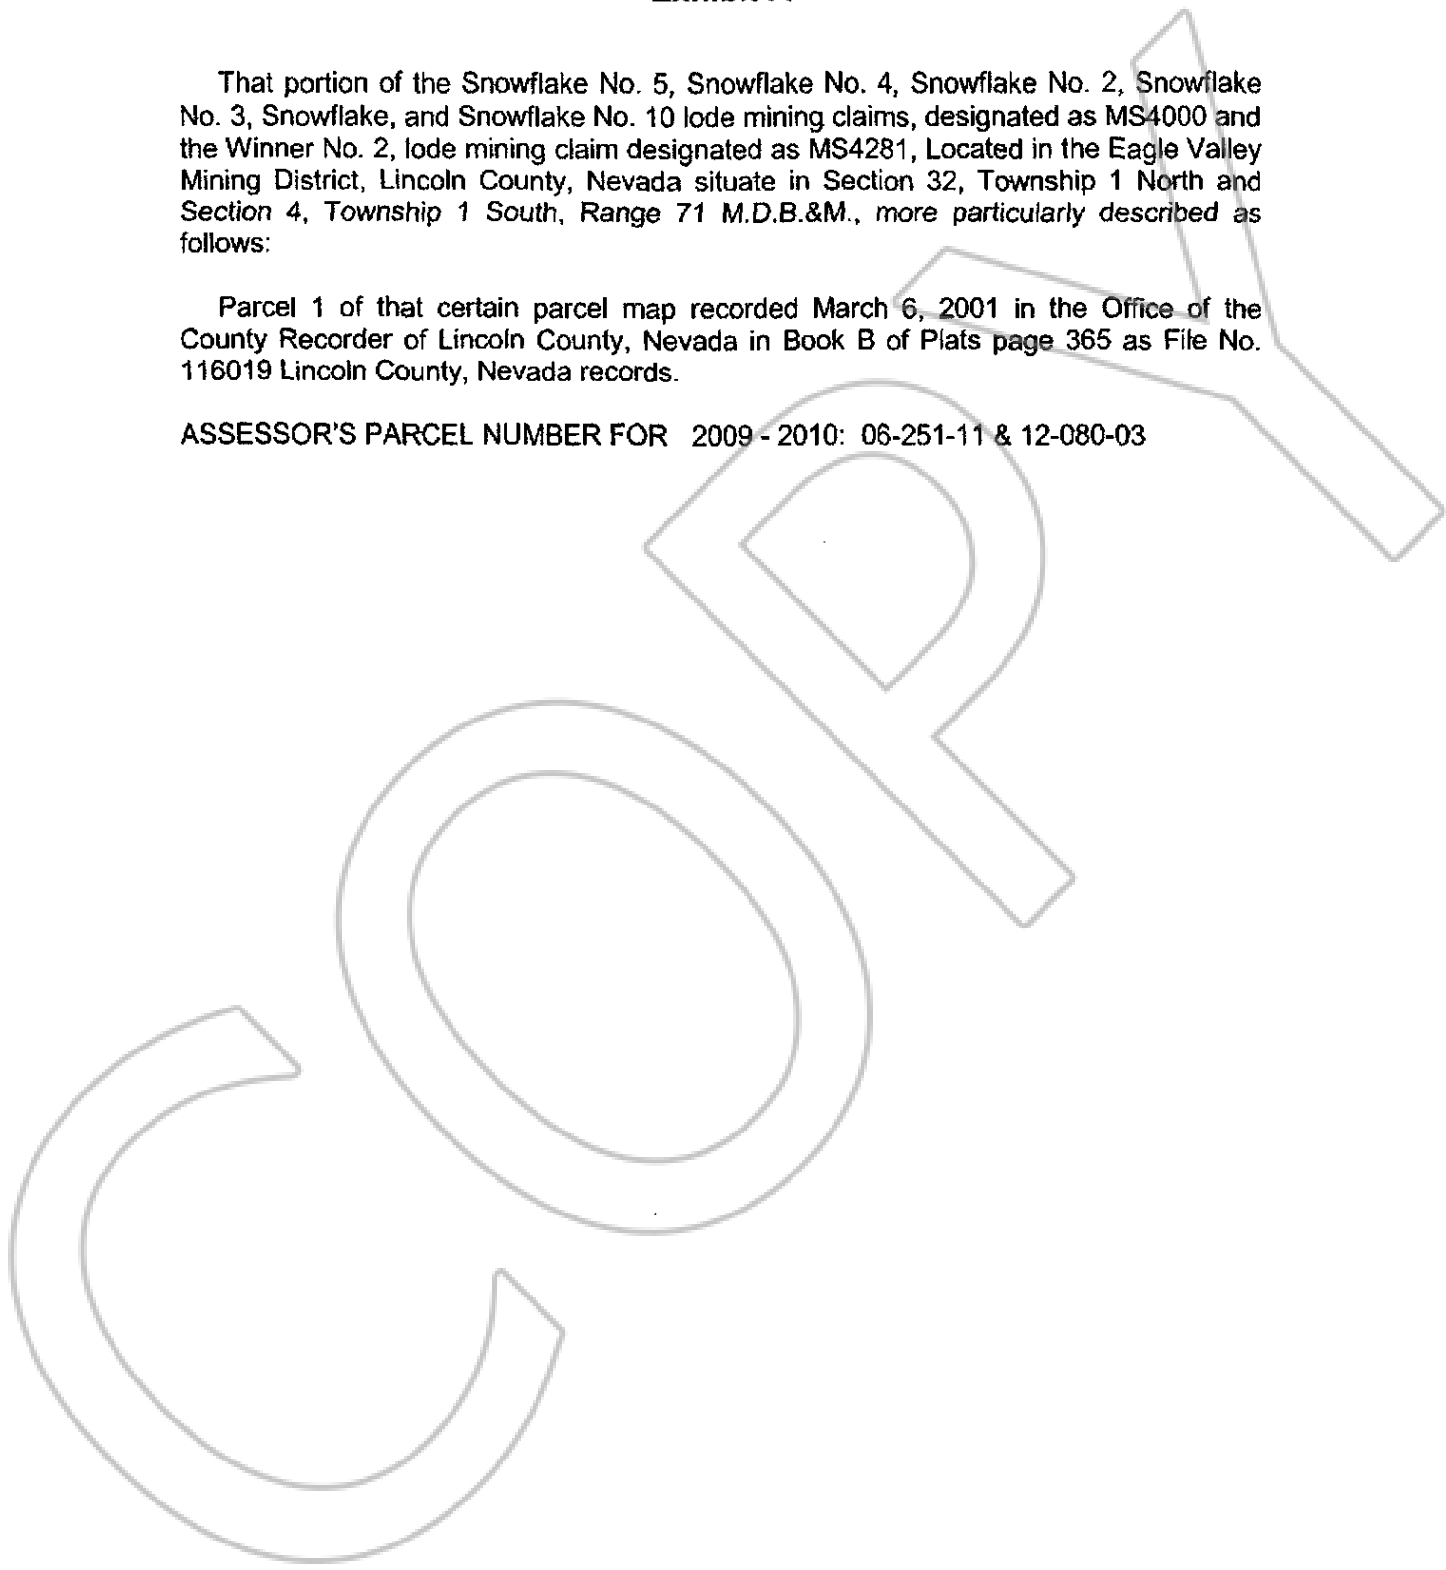 That portion of the Snowflake No. 5, Snowflake No. 4, Snowflake No. 2, Snowflake
No. 3, Snowflake, and Snowflake No. 10 lode mining claims, designated as MS4000 and
the Winner No. 2, lode mining claim designated as MS4281, Located in the Eagle Valley
Mining District, Lincoln County, Nevada situate in Section 32, Township 1 North and
Section 4, Township 1 South, Range 71 M.D.B.&M., more particularly described as
follows:
Parcel 1 of that certain parcel map recorded March 6, 2001 in the Office of the
County Recorder of Lincoln County, Nevada in Book B of Plats page 365 as File No.
116019 Lincoln County, Nevada records.
ASSESSOR'S PARCEL NUMBER FOR 2009 - 2010: 06-251-11 & 12-080-03
COPY